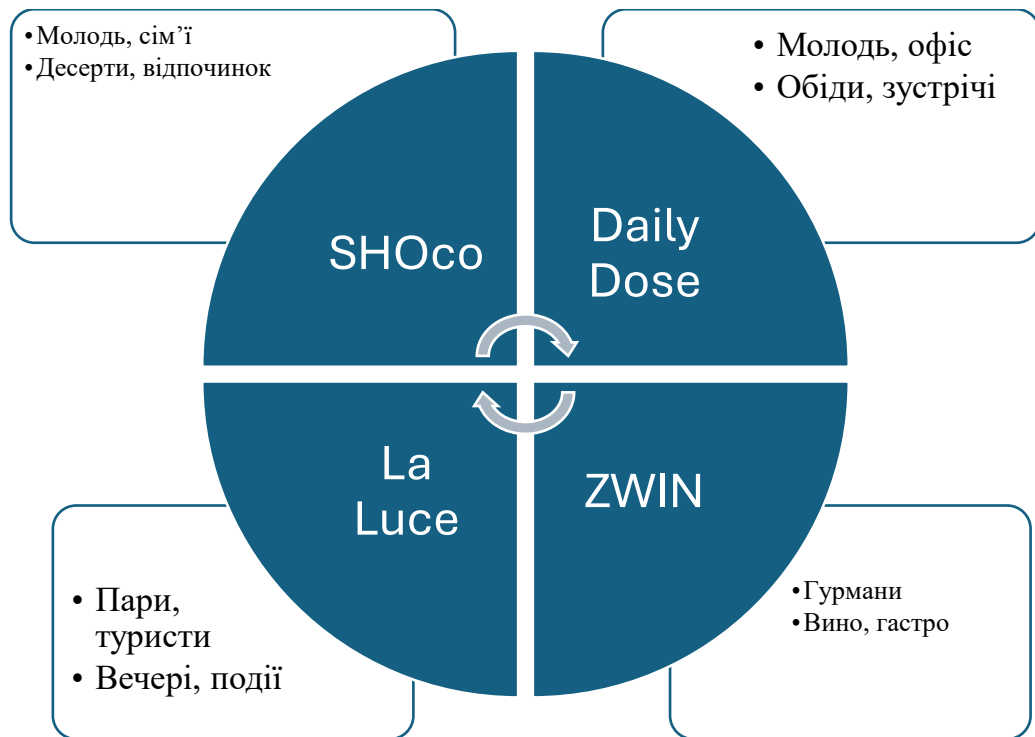 •Молодь, сім’ї
•Десерти, відпочинок
• Молодь, офіс
• Обіди, зустрічі
SHOco
Daily
Dose
La
Luce
ZWIN
• Пари,
туристи
• Вечері, події
•Гурмани
•Вино, гастро